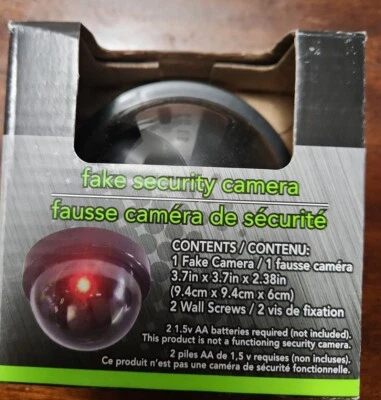 fake security camera
fausse caméra de sécurité
CONTENTS / CONTENU:
1 Fake Camera / 1 fausse caméra
3.7in x 3.7in x 2.38in
(9.4cm x 9.4cm x 6cm)
2 Wall Screws / 2 vis de fixation
2 1.5v AA batteries required (not included).
This product is not a functioning security camera.
2 piles AA de 1,5 v requises (non incluses).
Ce produit n'est pas une caméra de sécurité fonctionnelle.